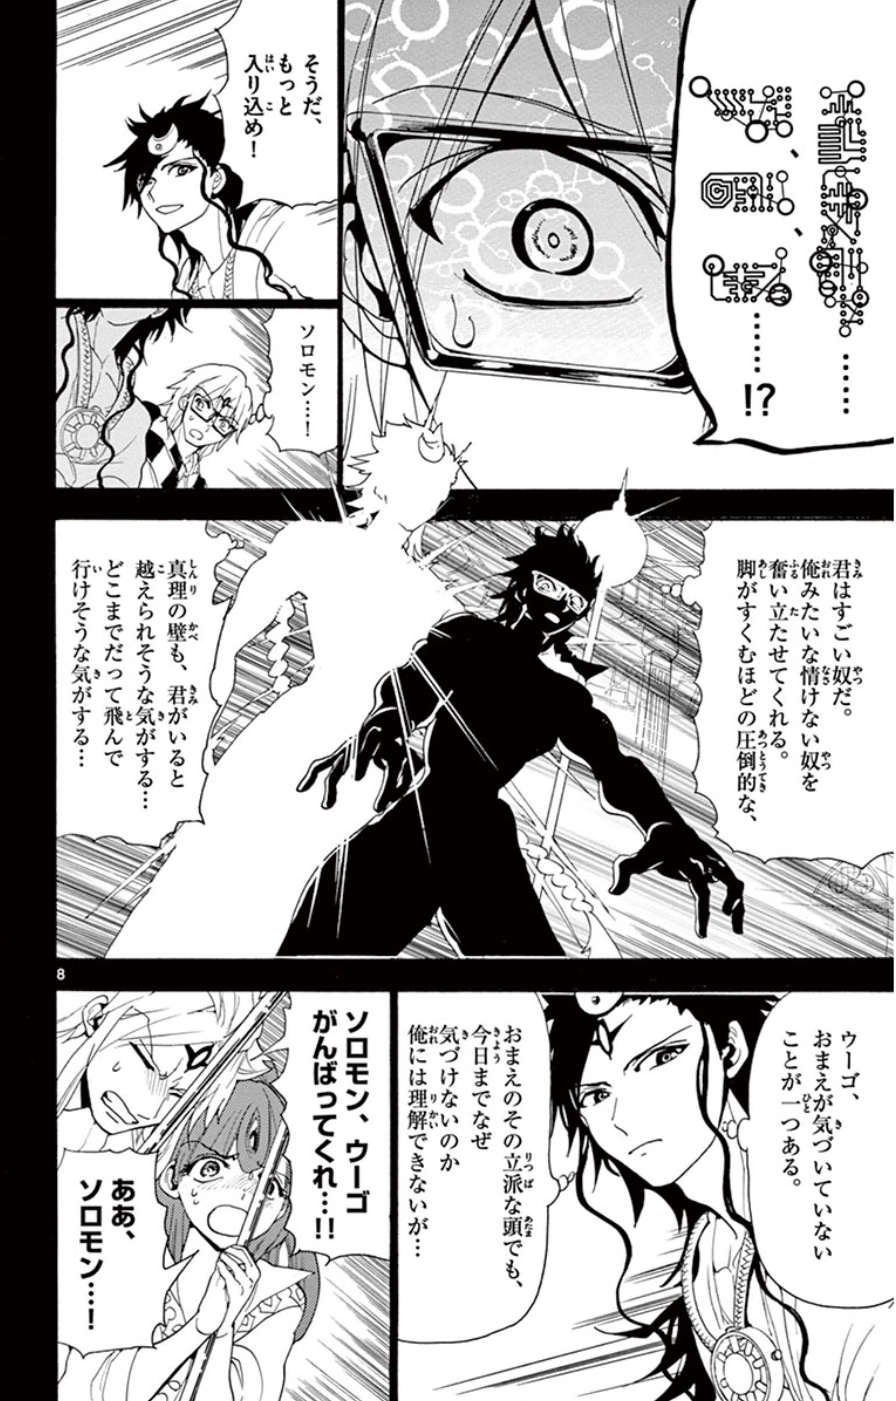 ……
、
、
……⁉
そうだ、
もっと
入り込め！
ソロモン…！
君はすごい奴だ。
俺みたいな情けない奴を
奮い立たせてくれる。
脚がすくむほどの圧倒的な、
真理の壁も、君がいると
越えられそうな気がする…
どこまでだって飛んで
行けそうな気がする…
ウーゴ、
おまえが気づいていない
ことが一つある。
おまえのその立派な頭でも、
今日までなぜ
気づけないのか
俺には理解できないが…
ソロモン、ウーゴ
がんばってくれ…!!
ああ、
ソロモン…！
8